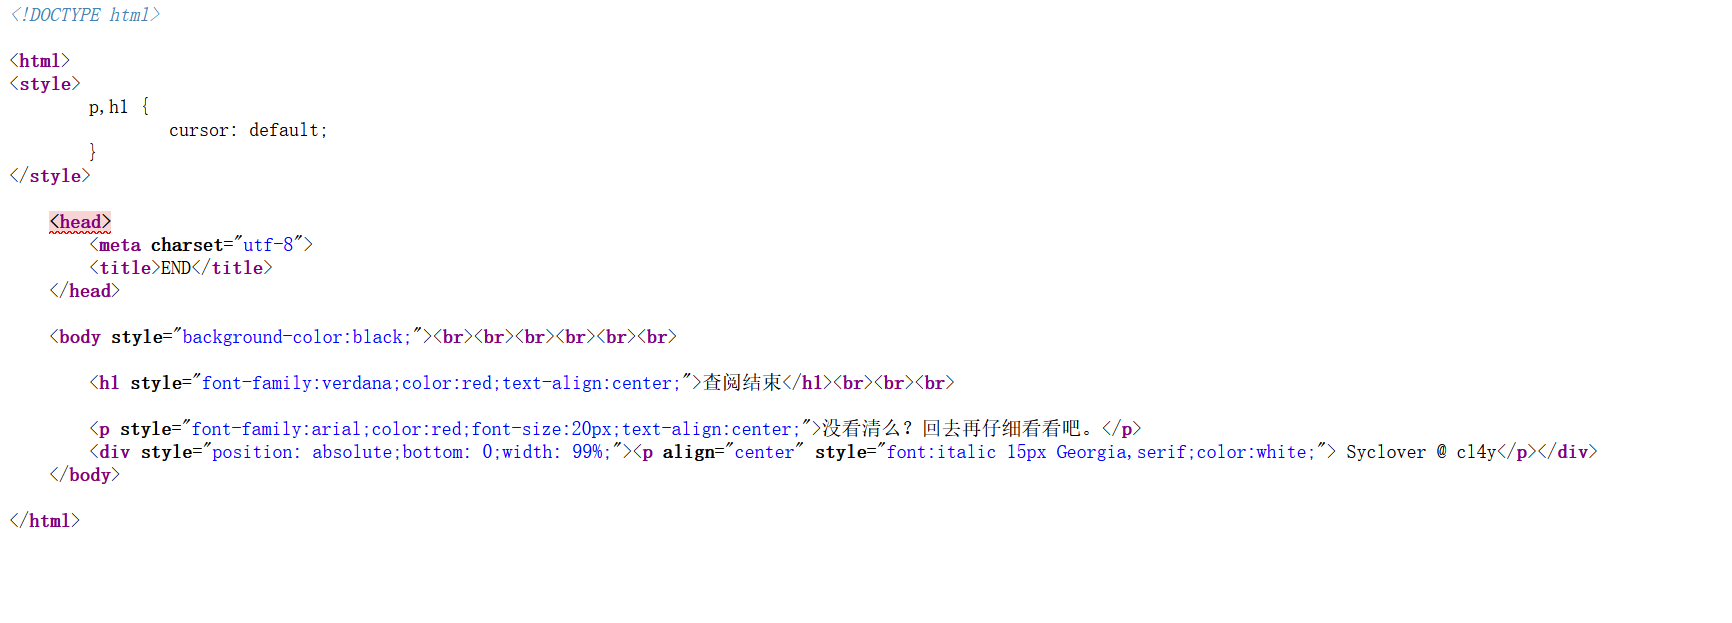 <!DOCTYPE html>
<html>
<style>
p,h1 {
cursor: default;
}
</style>
<head>
<meta charset="utf-8">
<title>END</title>
</head>
<body style="background-color:black;"><br><br><br><br><br><br>
<h1 style="font-family:verdana;color:red;text-align:center;">查阅结束</h1><br><br><br>
<p style="font-family:arial;color:red;font-size:20px;text-align:center;">没看清么？回去再仔细看看吧。</p>
<div style="position: absolute;bottom: 0;width: 99%;"><p align="center" style="font:italic 15px Georgia,serif;color:white;"> Syclover @ cl4y</p></div>
</body>
</html>